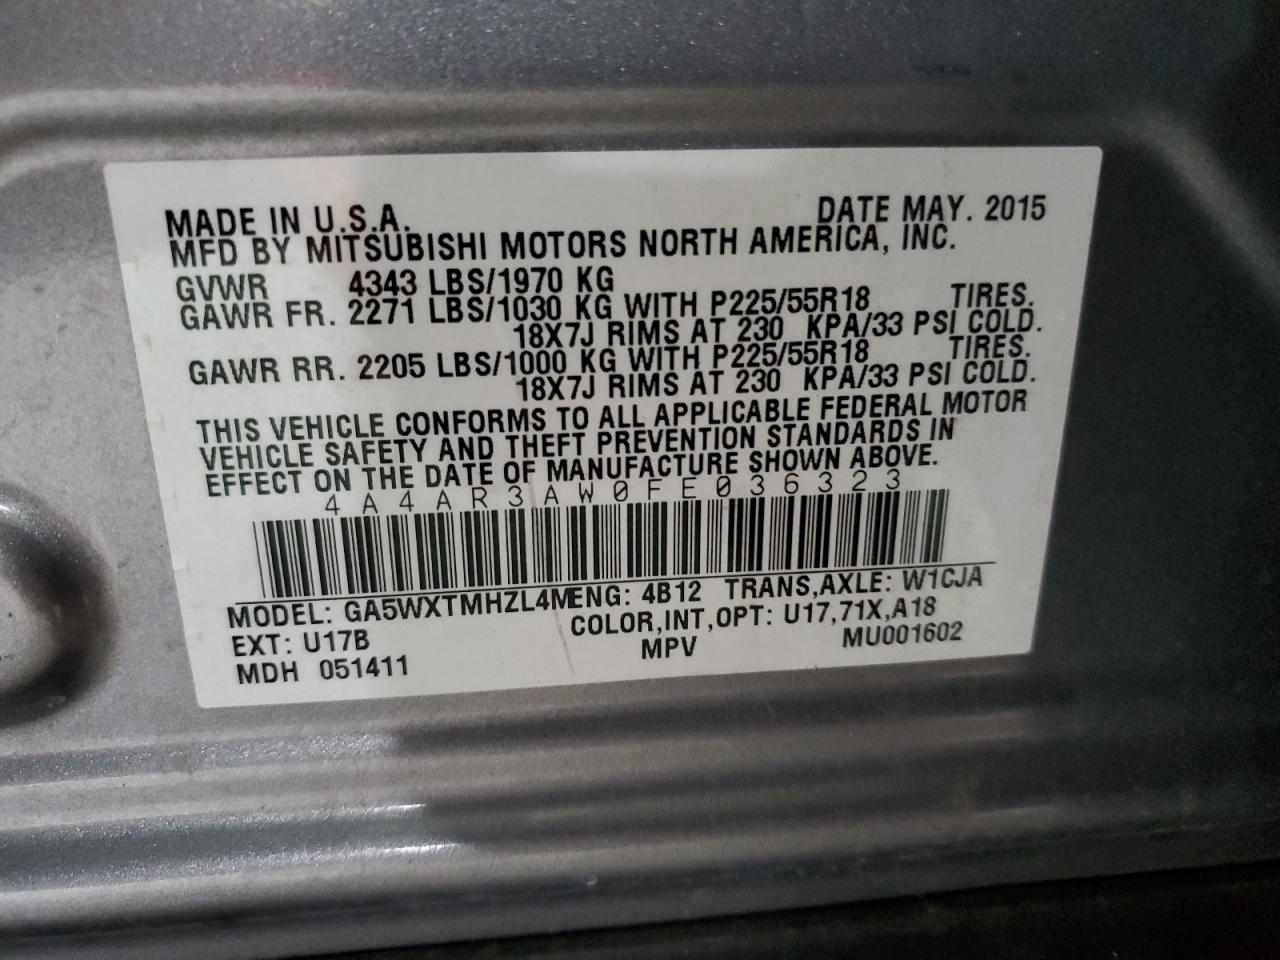 MADE IN U.S.A. DATE MAY. 2015
MFD BY MITSUBISHI MOTORS NORTH AMERICA, INC.
GVWR 4343 LBS/1970 KG
GAWR FR. 2271 LBS/1030 KG WITH P225/55R18 TIRES.
18X7J RIMS AT 230 KPA/33 PSI COLD.
GAWR RR. 2205 LBS/1000 KG WITH P225/55R18 TIRES.
18X7J RIMS AT 230 KPA/33 PSI COLD.
THIS VEHICLE CONFORMS TO ALL APPLICABLE FEDERAL MOTOR
VEHICLE SAFETY AND THEFT PREVENTION STANDARDS IN
EFFECT ON THE DATE OF MANUFACTURE SHOWN ABOVE.
4A4AR3AW0FE036323
MODEL: GA5WXTMHZL4M ENG: 4B12 TRANS,AXLE: W1CJA
EXT: U17B COLOR,INT,OPT: U17,71X,A18
MDH 051411 MPV MU001602